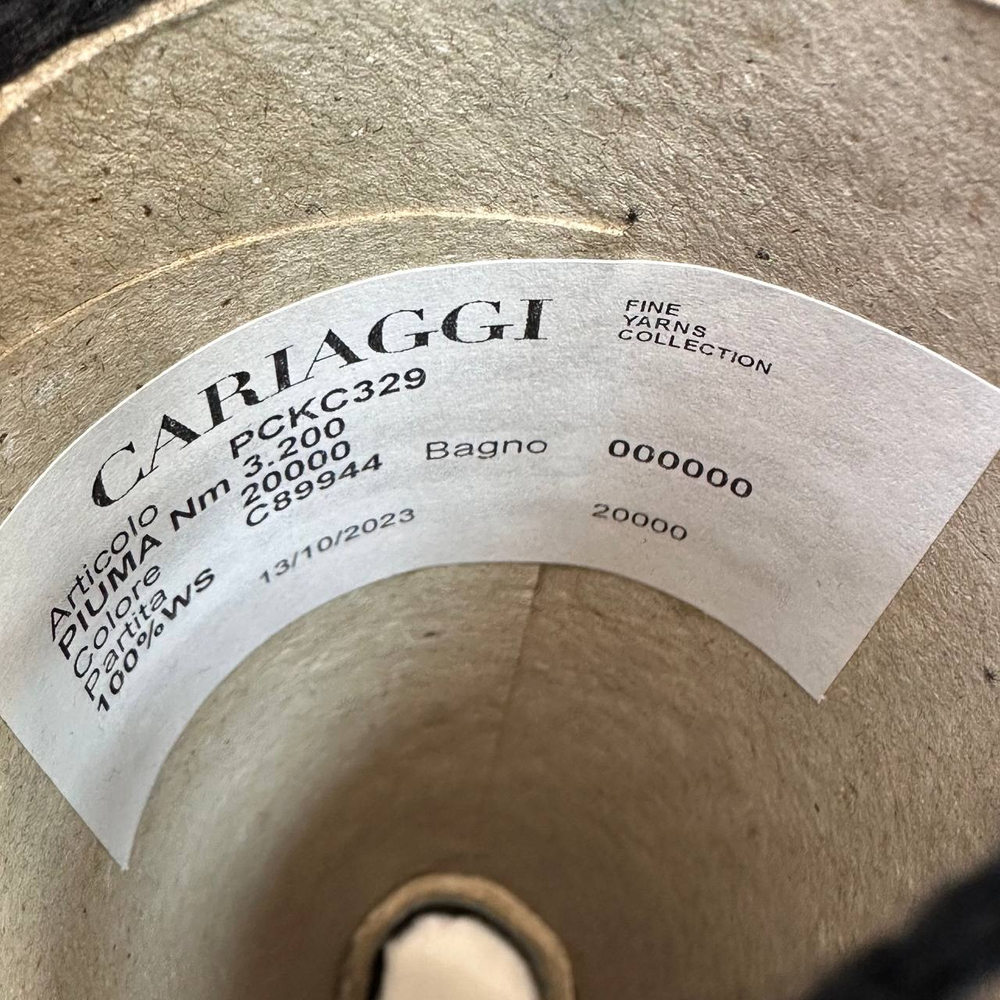 CARIAGGI
FINE
YARNS
COLLECTION
Articolo PCKC329
PIUMA Nm 3.200
Colore 20000
Partita C89944 Bagno 000000
100%WS 13/10/2023 20000